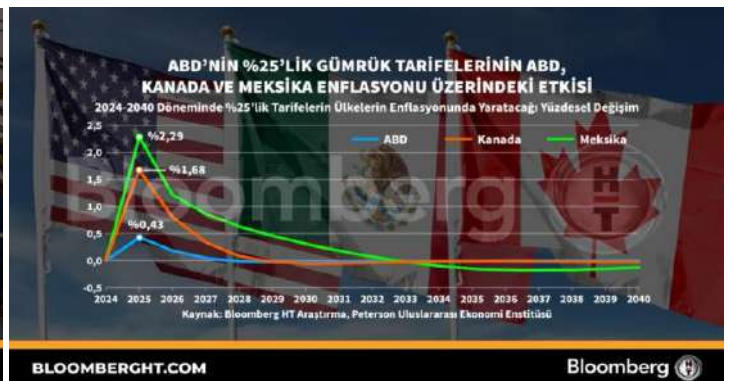 ABD'NİN %25'LİK GÜMRÜK TARİFELERİNİN ABD,
KANADA VE MEKSİKA ENFLASYONU ÜZERİNDEKİ ETKİSİ
2024-2040 Döneminde %25'lik Tarifelerin Ülkelerin Enflasyonunda Yaratacağı Yüzdesel Değişim
2,5
%2,29
ABD
Kanada
Meksika
2,0
%1,68
1,5
Bloomberg HT
1,0
%0,43
0,5
0,0
-0,5
2024 2025 2026 2027 2028 2029 2030 2031 2032 2033 2034 2035 2036 2037 2038 2039 2040
Kaynak: Bloomberg HT Araştırma, Peterson Uluslararası Ekonomi Enstitüsü
BLOOMBERGHT.COM
Bloomberg HT